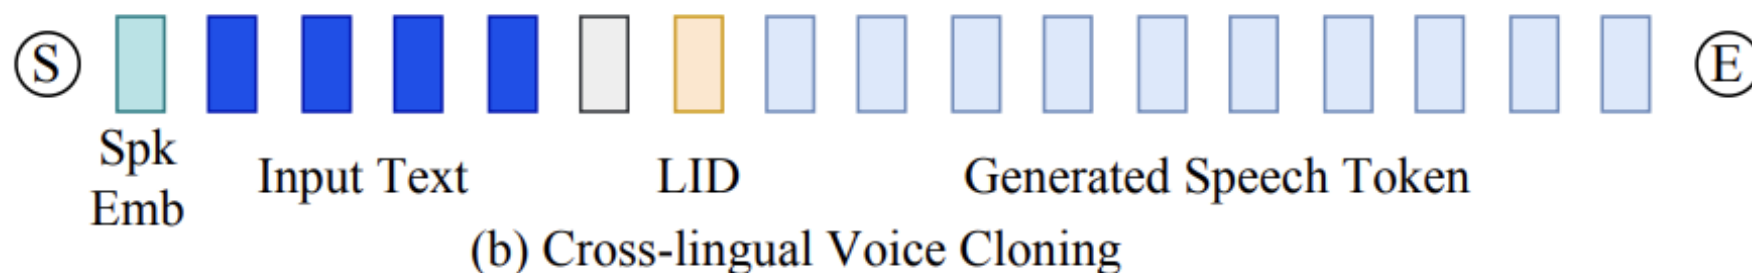 S E
Spk Emb
Input Text
LID
Generated Speech Token
(b) Cross-lingual Voice Cloning